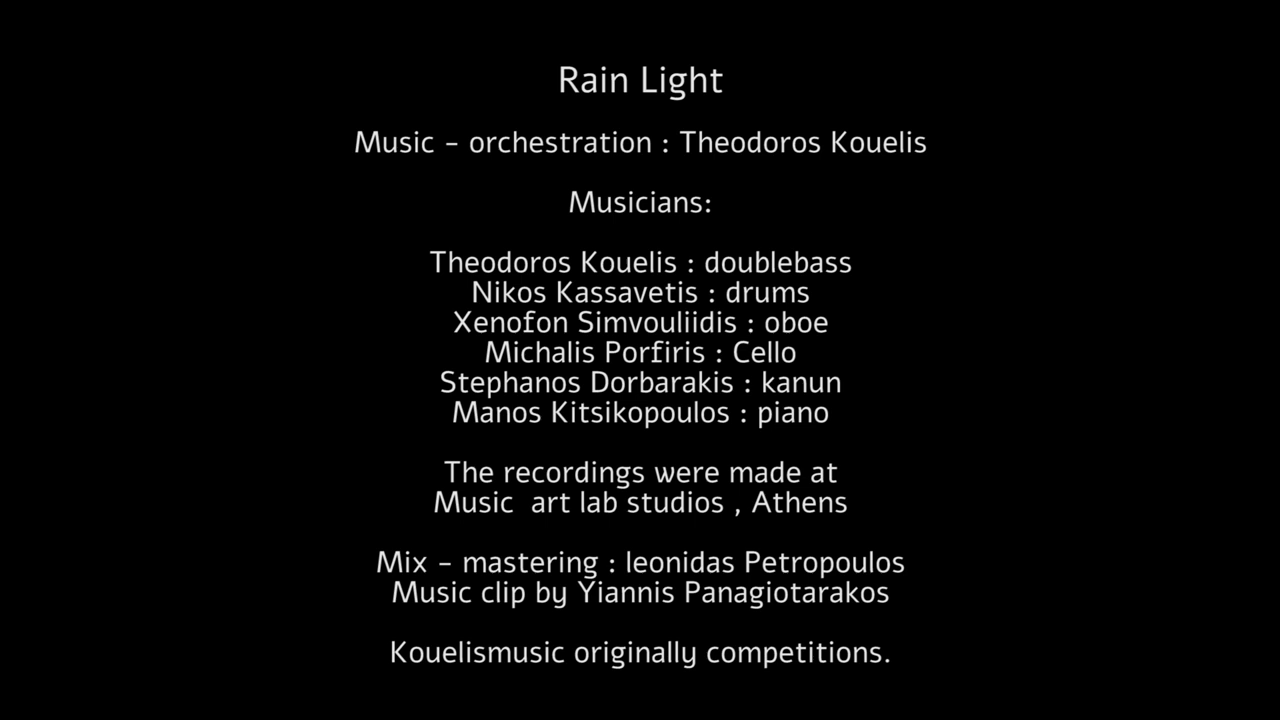 Rain Light
Music - orchestration : Theodoros Kouelis
Musicians:
Theodoros Kouelis : doublebass
Nikos Kassavetis : drums
Xenofon Simvouliidis : oboe
Michalis Porfiris : Cello
Stephanos Dorbarakis : kanun
Manos Kitsikopoulos : piano
The recordings were made at
Music  art lab studios , Athens
Mix - mastering : leonidas Petropoulos
Music clip by Yiannis Panagiotarakos
Kouelismusic originally competitions.